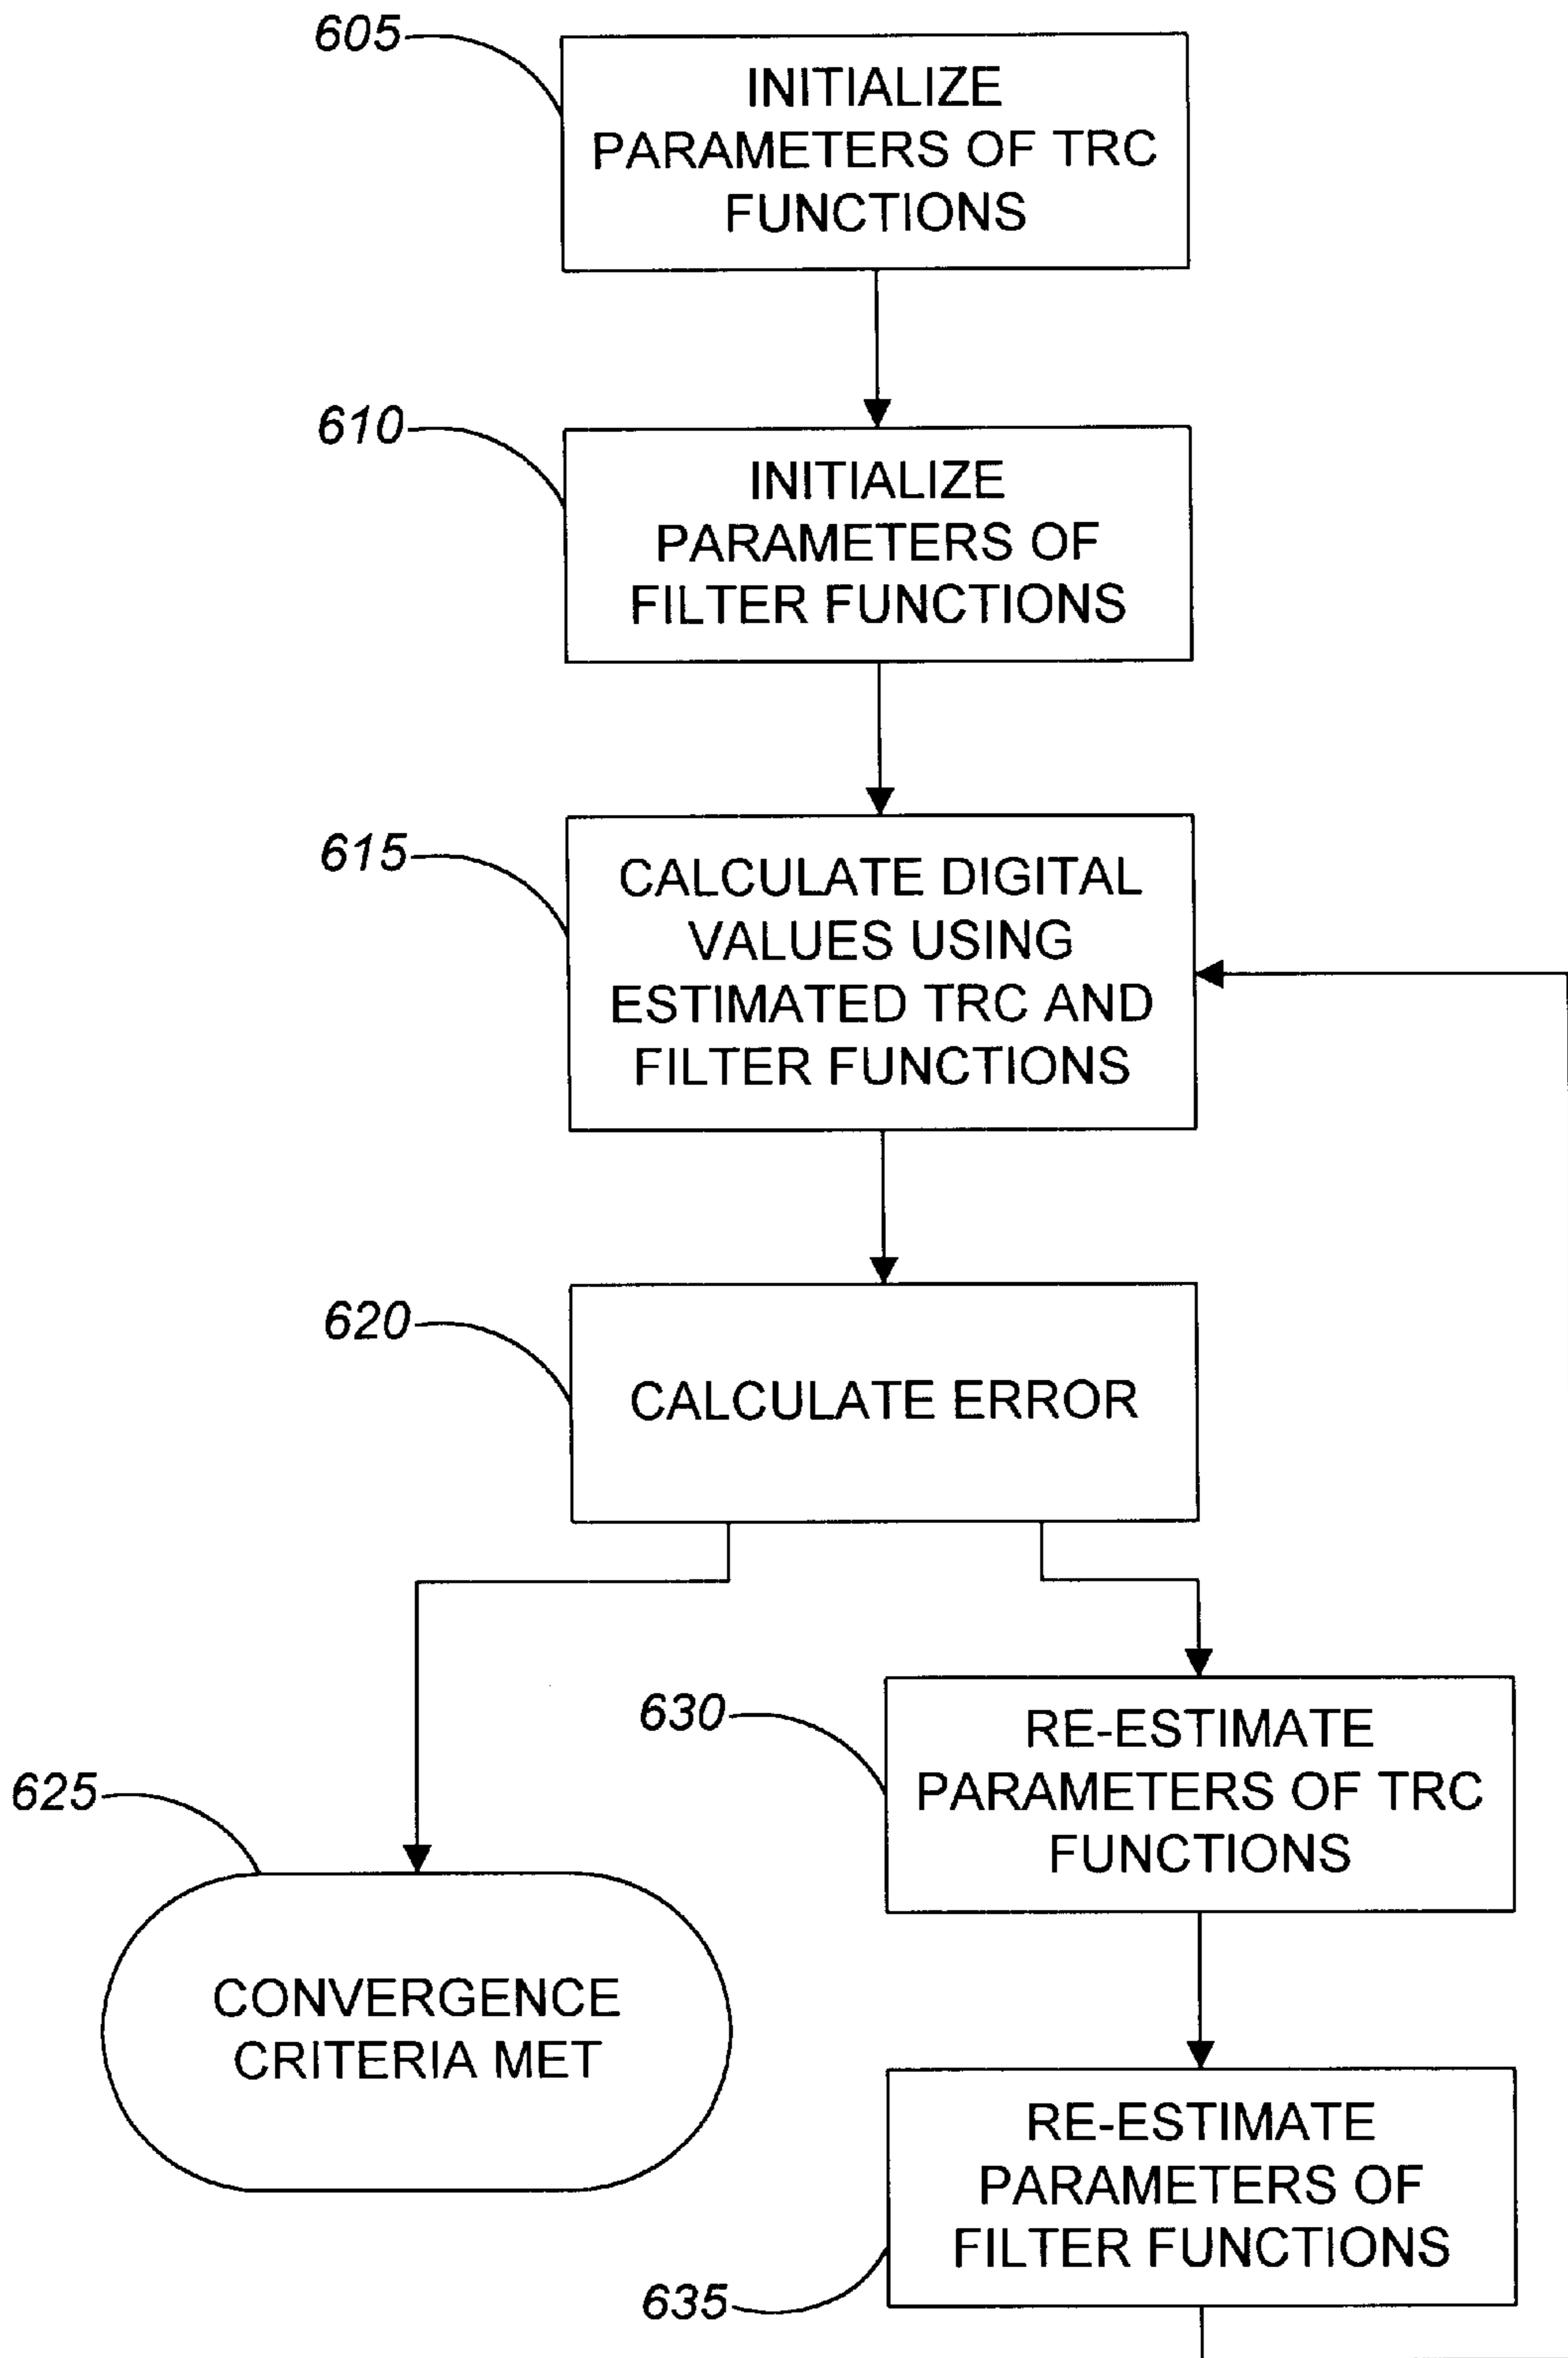 605
INITIALIZE
PARAMETERS OF TRC
FUNCTIONS
610
INITIALIZE
PARAMETERS OF
FILTER FUNCTIONS
615
CALCULATE DIGITAL
VALUES USING
ESTIMATED TRC AND
FILTER FUNCTIONS
620
CALCULATE ERROR
625
CONVERGENCE
CRITERIA MET
630
RE-ESTIMATE
PARAMETERS OF TRC
FUNCTIONS
635
RE-ESTIMATE
PARAMETERS OF
FILTER FUNCTIONS